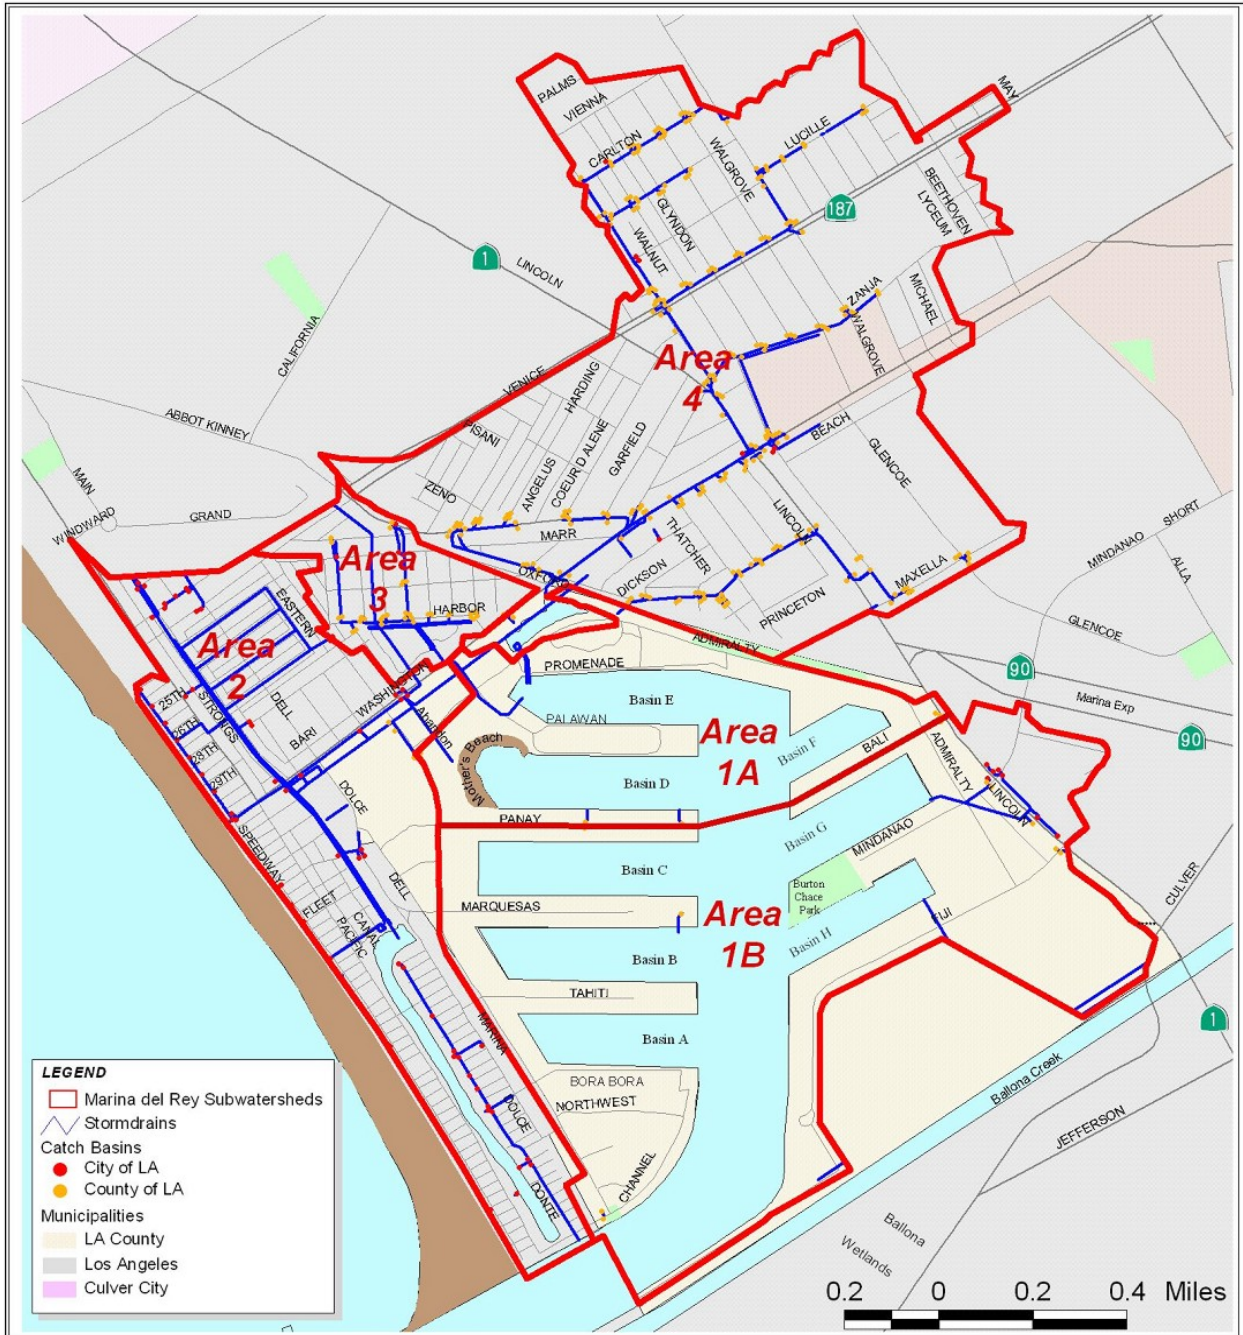 PALMS
VIENNA
CARLTON
WALGROVE
LUCILLE
MAY
GLYNDON
WALNUT
187
BEETHOVEN
LYCEUM
1
LINCOLN
ZANJA
MICHAEL
WALGROVE
CALIFORNIA
VENICE
HARDING
Area
4
ABBOT KINNEY
PISANI
ANGELUS
COEUR D ALENE
GARFIELD
BEACH
GLENCOE
MAIN
ZENO
WINDWARD
GRAND
MARR
THATCHER
LINCOLN
SHORT
MINDANAO
ALLA
Area
3
OXFORD
DICKSON
MAXELLA
EASTERN
HARBOR
PRINCETON
GLENCOE
Area
2
ADMIRALTY
PROMENADE
90
Marina Exp
90
25TH
STRONGS
DELL
WASHINGTON
Basin E
26TH
BARI
Abandon
PALAWAN
Area
1A
Basin F
BALI
28TH
Mother's Beach
ADMIRALTY
29TH
DOLCE
Basin D
LINCOLN
PANAY
Basin G
MINDANAO
SPEEDWAY
DELL
Basin C
Burton
Chace
Park
CULVER
FLEET
CANAL
PACIFIC
MARQUESAS
Area
1B
FIJI
Basin H
Basin B
TAHITI
MARINA
Basin A
1
BORA BORA
NORTHWEST
DOLCE
Ballona Creek
JEFFERSON
CHANNEL
DONTE
Ballona
Wetlands
LEGEND
Marina del Rey Subwatersheds
Stormdrains
Catch Basins
City of LA
County of LA
Municipalities
LA County
Los Angeles
Culver City
0.2 0 0.2 0.4 Miles